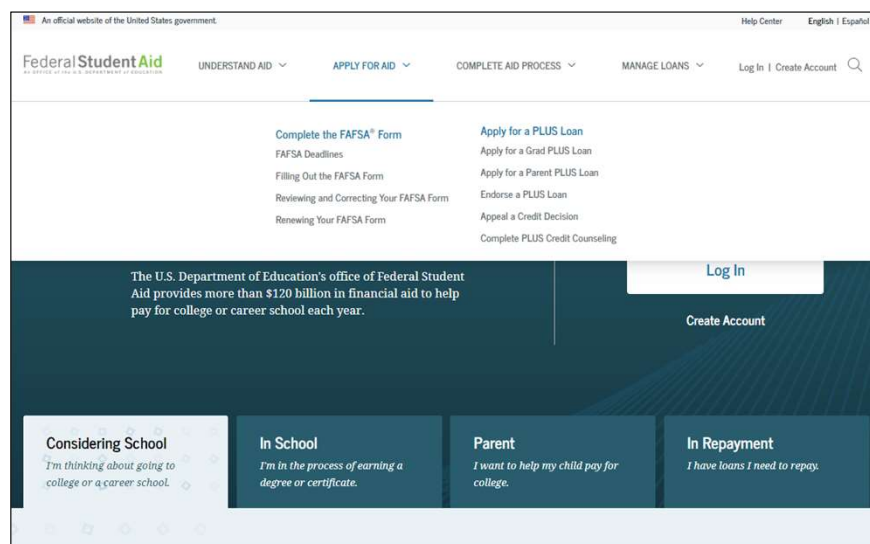 An official website of the United States government.
Help Center English | Español
Federal Student Aid
AN OFFICE of the U.S. DEPARTMENT of EDUCATION
UNDERSTAND AID
APPLY FOR AID
COMPLETE AID PROCESS
MANAGE LOANS
Log In | Create Account
Complete the FAFSA® Form
FAFSA Deadlines
Filling Out the FAFSA Form
Reviewing and Correcting Your FAFSA Form
Renewing Your FAFSA Form
Apply for a PLUS Loan
Apply for a Grad PLUS Loan
Apply for a Parent PLUS Loan
Endorse a PLUS Loan
Appeal a Credit Decision
Complete PLUS Credit Counseling
The U.S. Department of Education's office of Federal Student
Aid provides more than $120 billion in financial aid to help
pay for college or career school each year.
Log In
Create Account
Considering School
I'm thinking about going to
college or a career school.
In School
I'm in the process of earning a
degree or certificate.
Parent
I want to help my child pay for
college.
In Repayment
I have loans I need to repay.